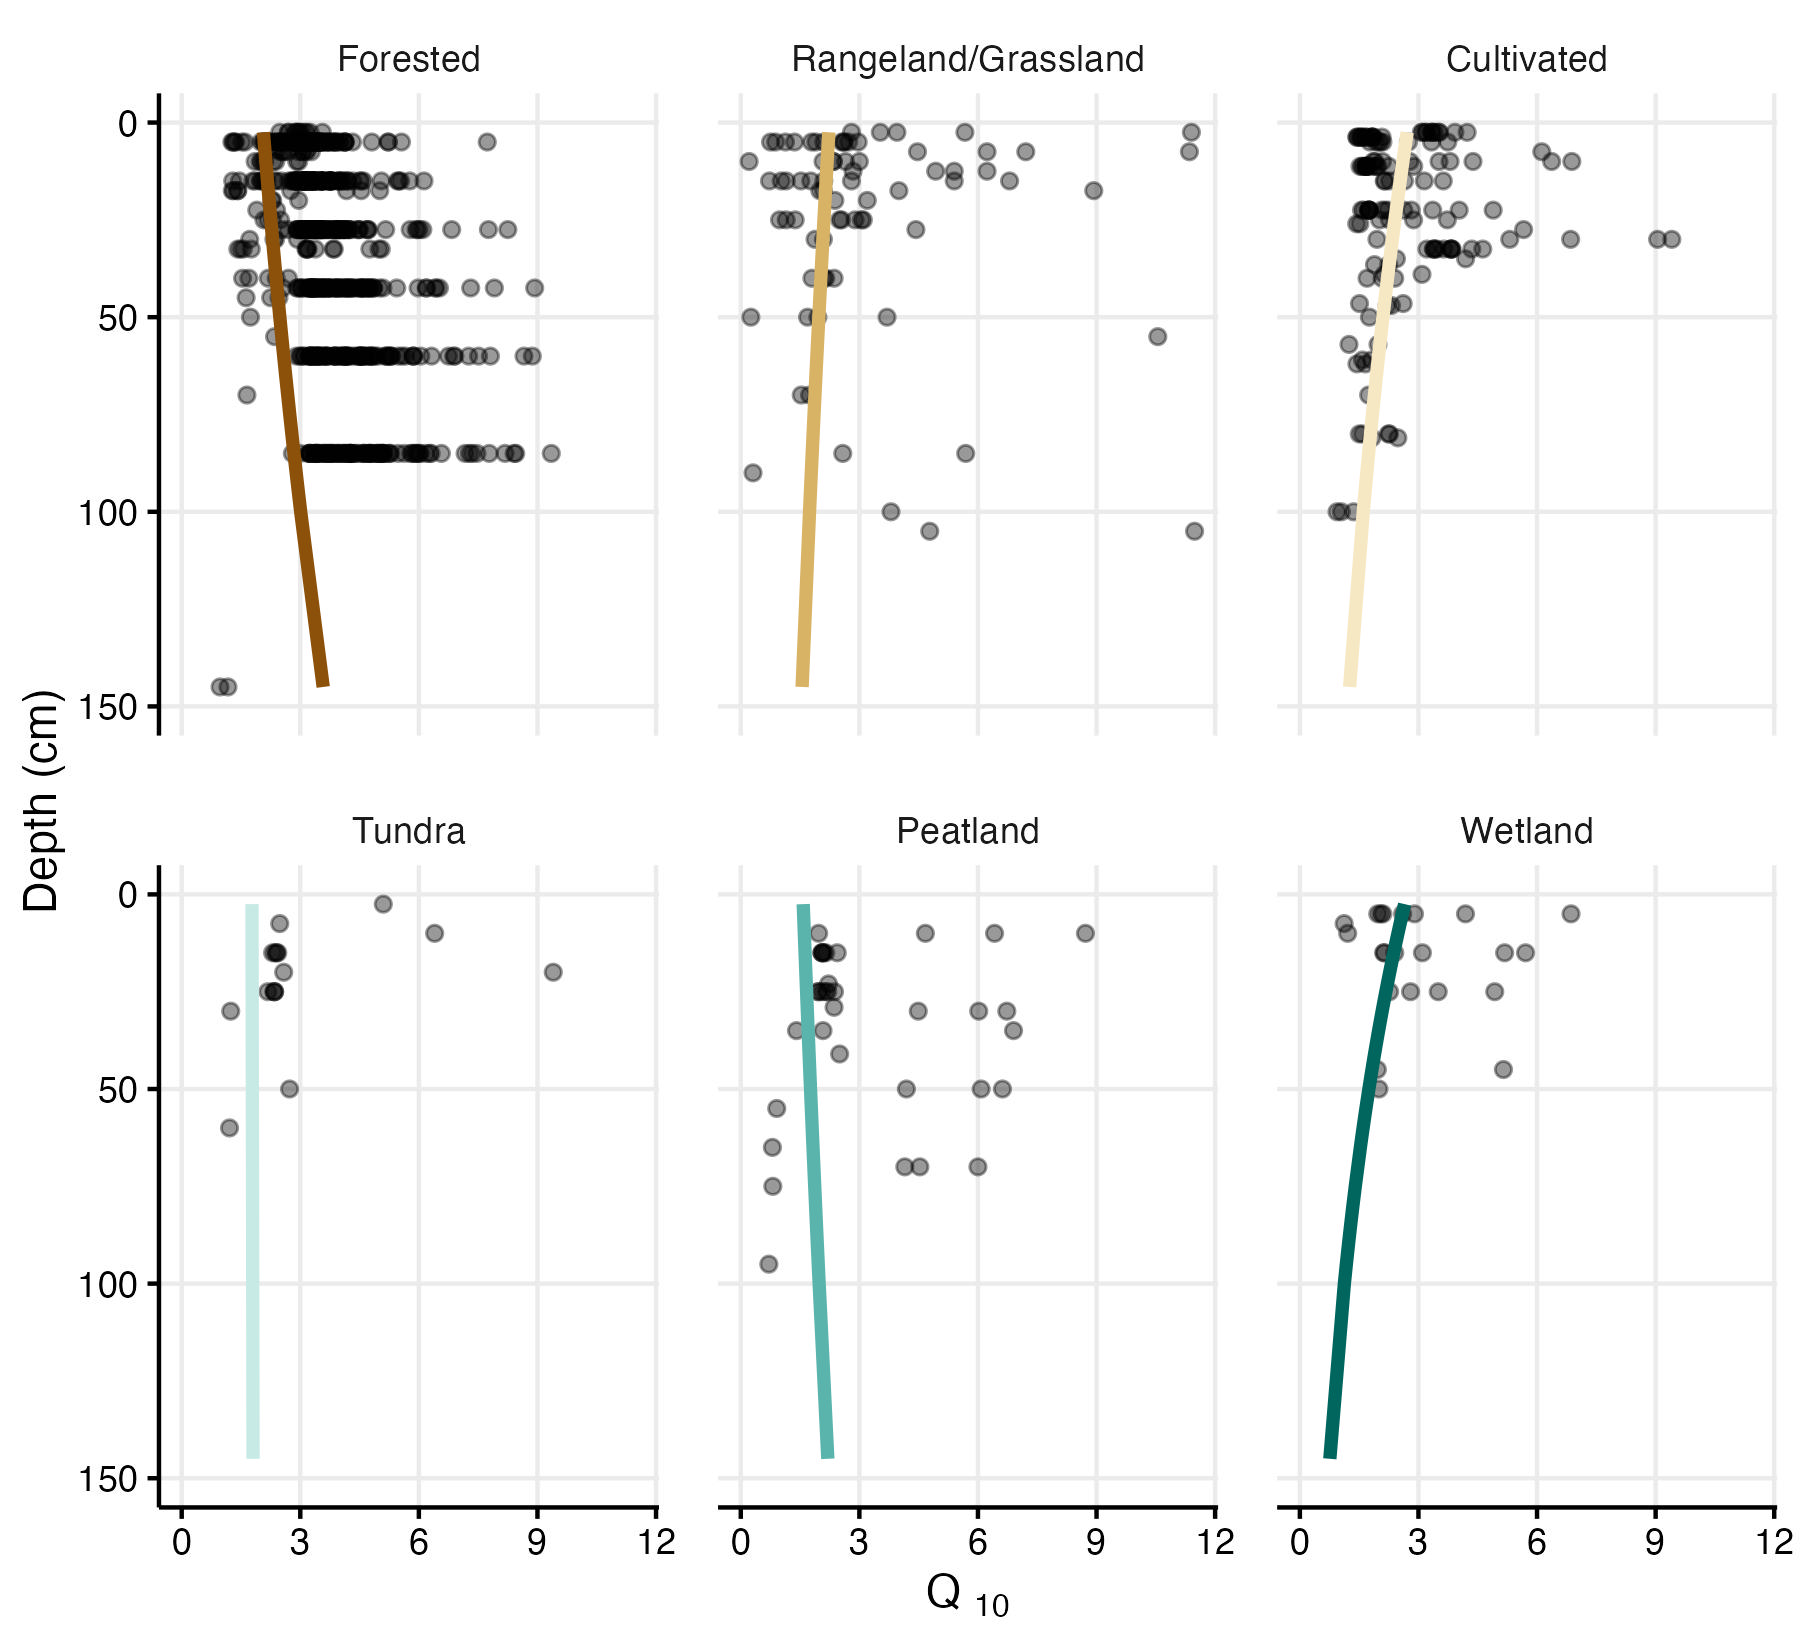 Forested
Rangeland/Grassland
Cultivated
0
50
100
150
Tundra
Peatland
Wetland
0
50
100
150
0 3 6 9 12
0 3 6 9 12
0 3 6 9 12
Depth (cm)
Q 10